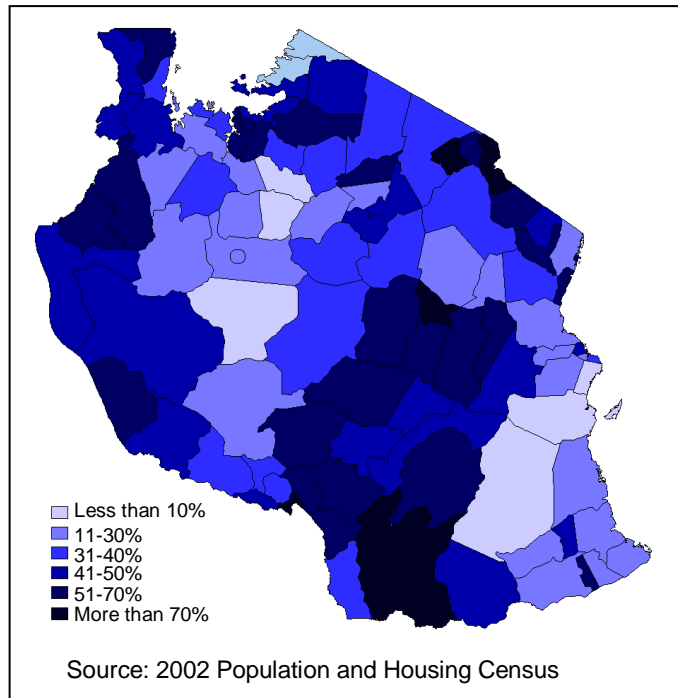 Less than 10%
11-30%
31-40%
41-50%
51-70%
More than 70%
Source: 2002 Population and Housing Census